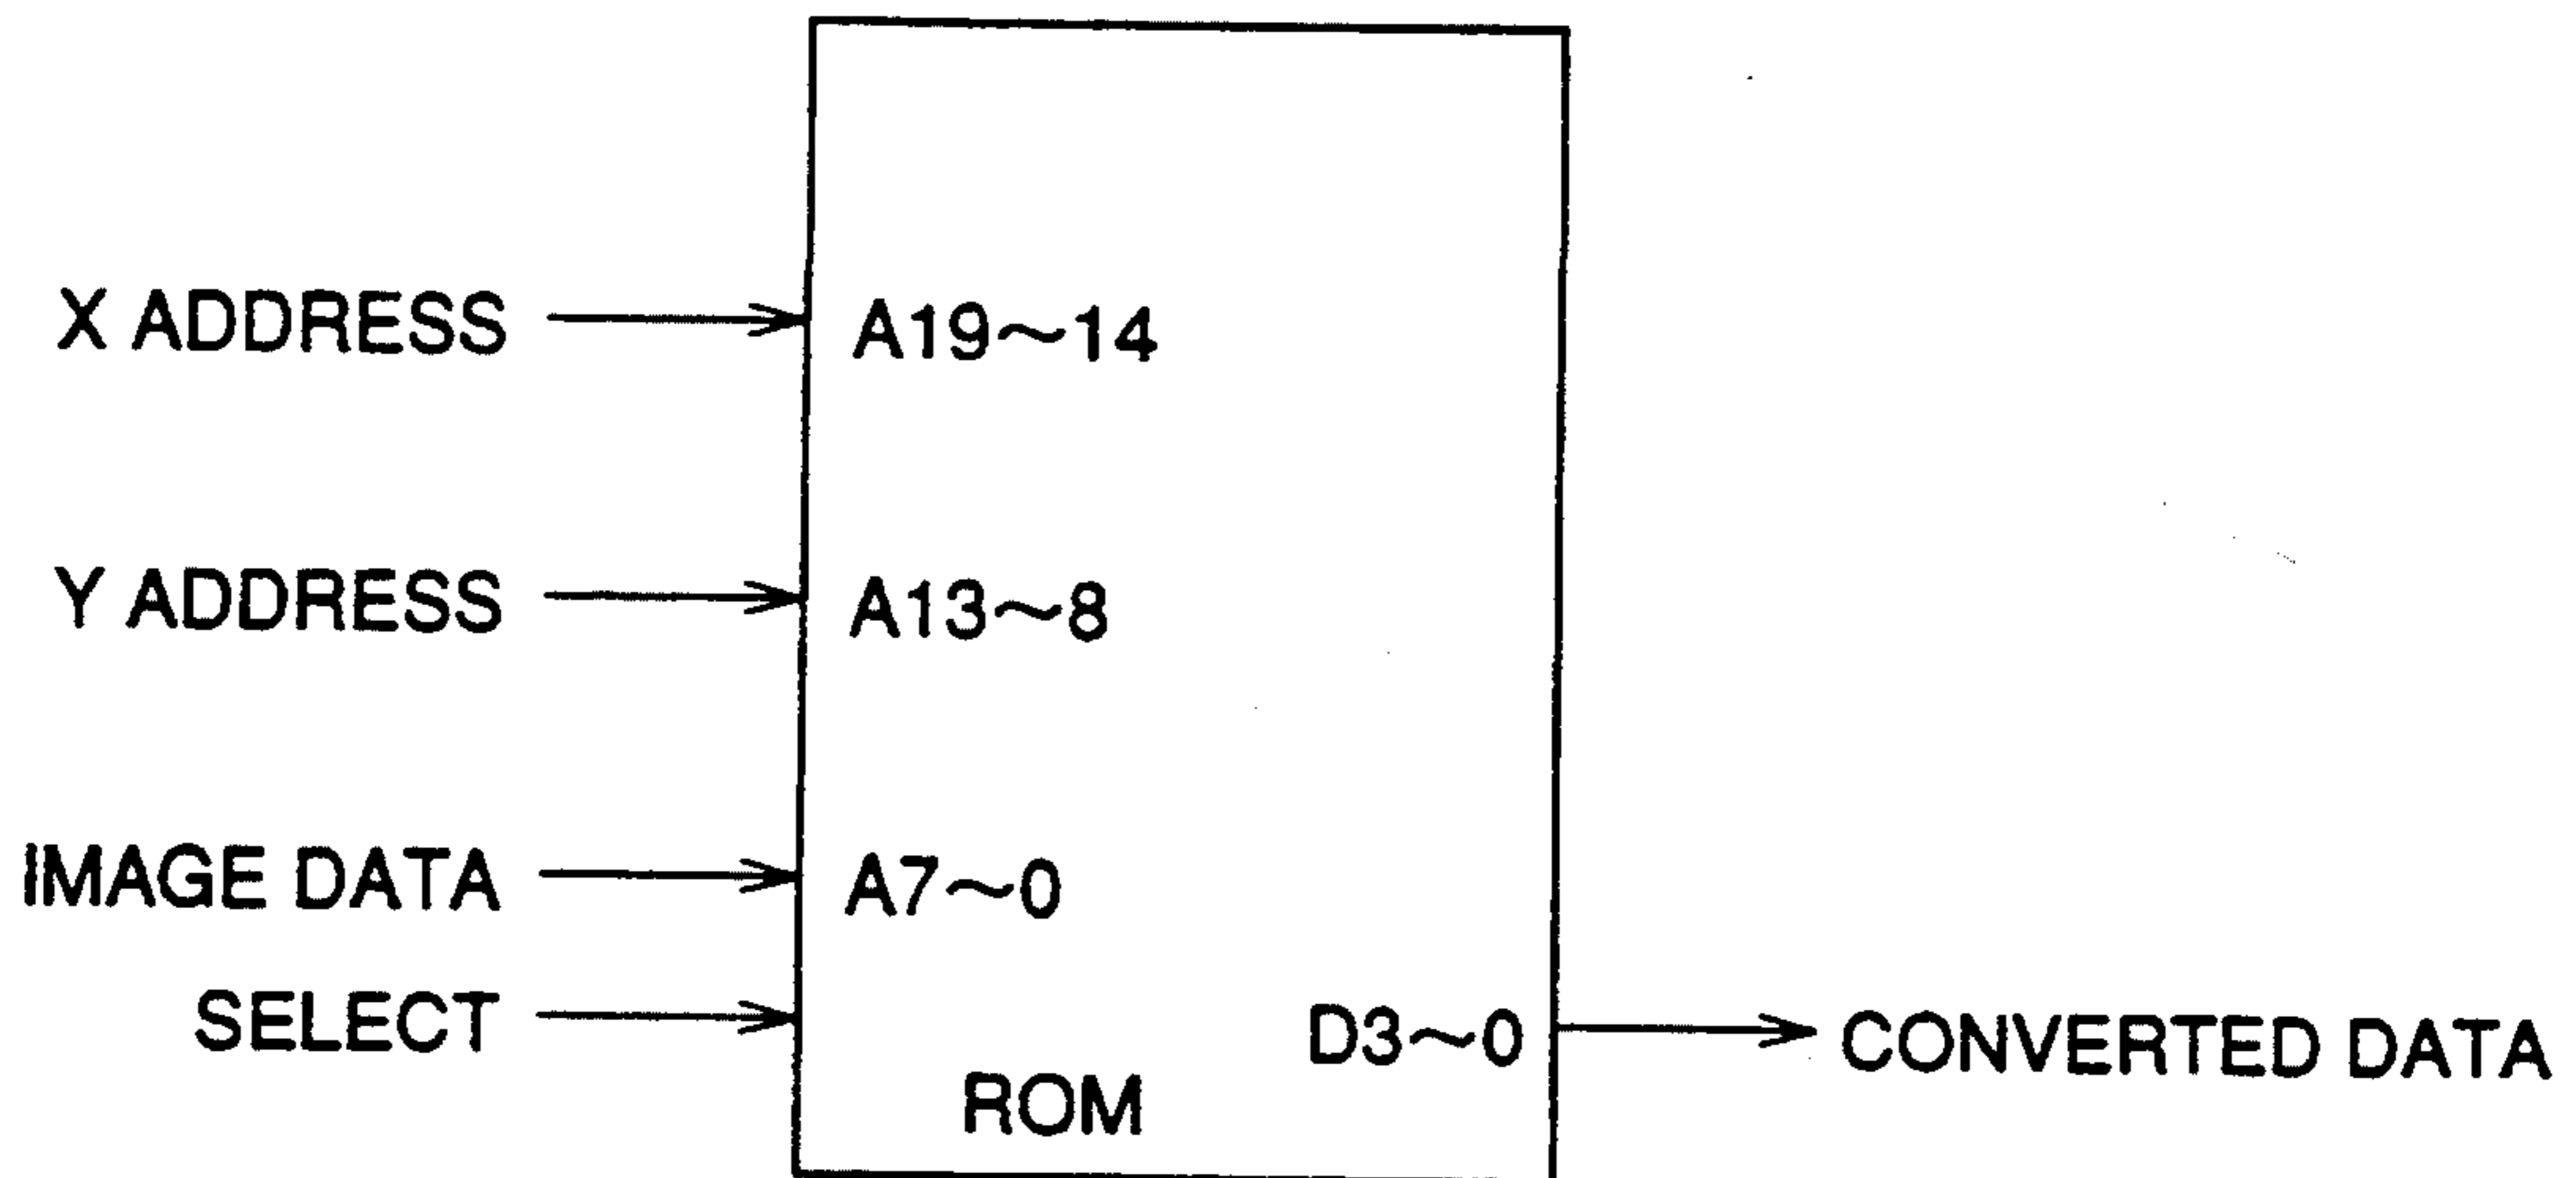 X ADDRESS
A19~14
Y ADDRESS
A13~8
IMAGE DATA
A7~0
SELECT
D3~0
CONVERTED DATA
ROM